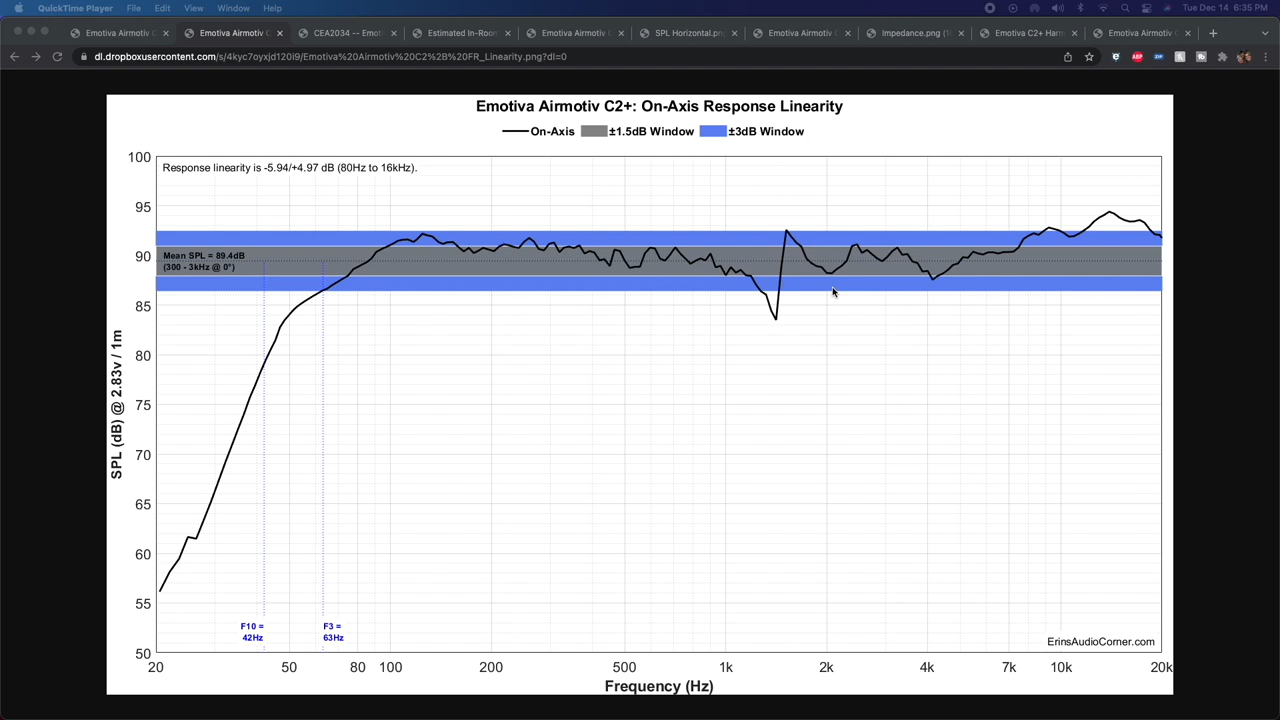 QuickTime Player File Edit View Window Help Tue Dec 14 6:35 PM
Emotiva Airmotiv C × Emotiva Airmotiv C × CEA2034 -- Emoti × Estimated In-Room × Emotiva Airmotiv C × SPL Horizontal.png × Emotiva Airmotiv C × Impedance.png (1 × Emotiva C2+ Harm × Emotiva Airmotiv C × +
dl.dropboxusercontent.com/s/4kyc7oyxjd120i9/Emotiva%20Airmotiv%20C2%2B%20FR_Linearity.png?dl=0
Emotiva Airmotiv C2+: On-Axis Response Linearity
On-Axis ±1.5dB Window ±3dB Window
Response linearity is -5.94/+4.97 dB (80Hz to 16kHz).
100
95
90
85
80
75
70
65
60
55
50
Mean SPL = 89.4dB
(300 - 3kHz @ 0°)
SPL (dB) @ 2.83v / 1m
F10 =
42Hz
F3 =
63Hz
ErinsAudioCorner.com
20 50 80 100 200 500 1k 2k 4k 7k 10k 20k
Frequency (Hz)